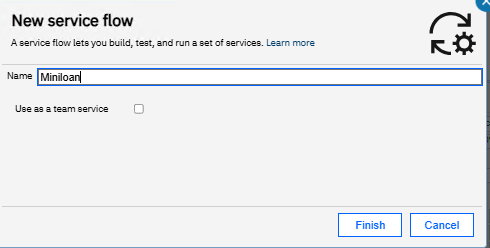 New service flow
A service flow lets you build, test, and run a set of services. Learn more
Name Miniloan
Use as a team service
Finish Cancel